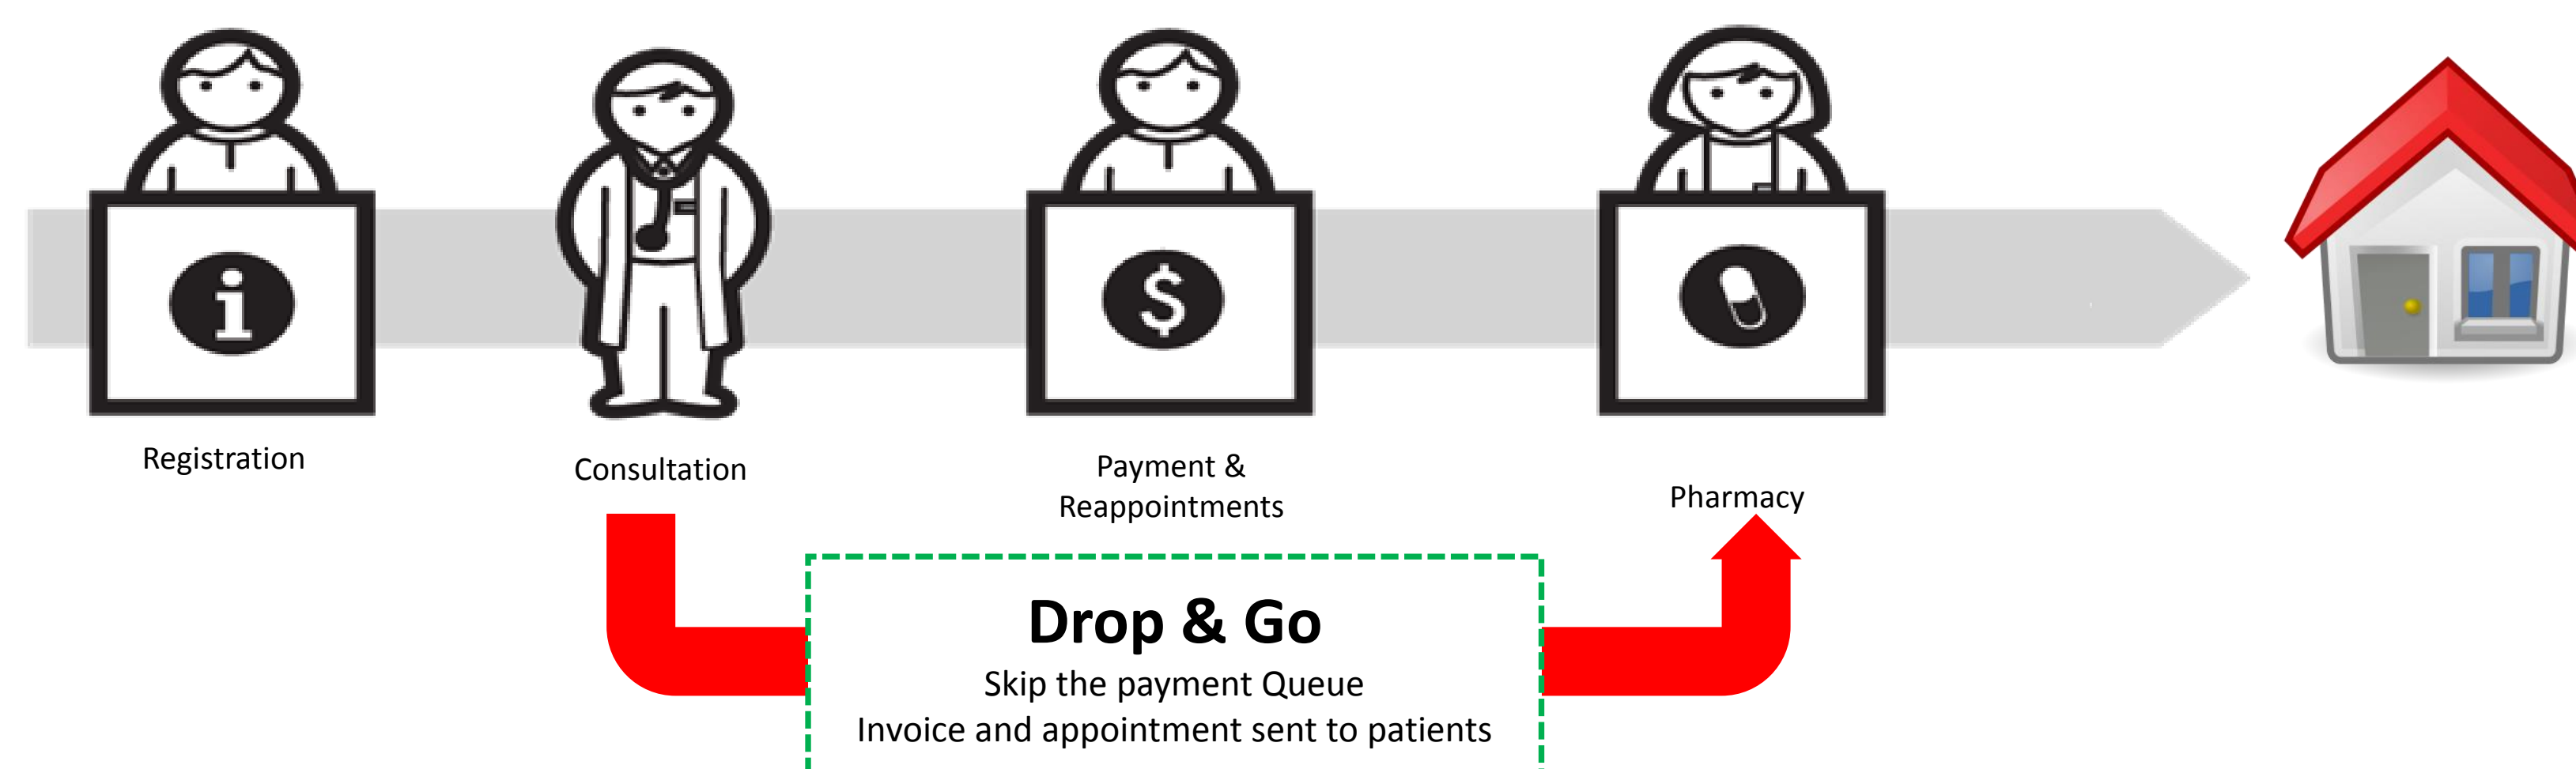 i
$
Registration
Consultation
Payment &
Reappointments
Pharmacy
Drop & Go
Skip the payment Queue
Invoice and appointment sent to patients